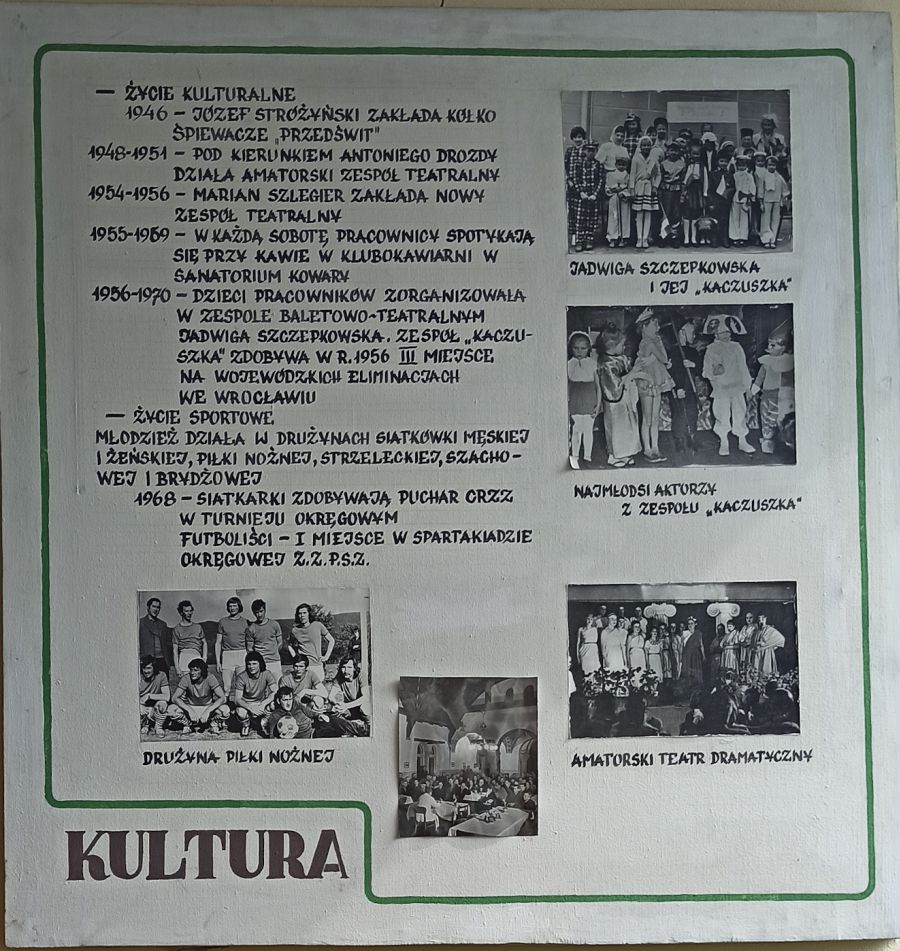 — ŻYCIE KULTURALNE
1946 – JÓZEF STRÓŻYŃSKI ZAKŁADA KÓŁKO
ŚPIEWACZE „PRZEDŚWIT"
1948-1951 – POD KIERUNKIEM ANTONIEGO DROZDY
DZIAŁA AMATORSKI ZESPÓŁ TEATRALNY
1954-1956 – MARIAN SZLEGIER ZAKŁADA NOWY
ZESPÓŁ TEATRALNY
1955-1969 – W KAŻDĄ SOBOTĘ PRACOWNICY SPOTYKAJĄ
SIĘ PRZY KAWIE W KLUBOKAWIARNI W
SANATORIUM KOWARY
1956-1970 – DZIECI PRACOWNIKÓW ZORGANIZOWAŁA
W ZESPOLE BALETOWO-TEATRALNYM
JADWIGA SZCZEPKOWSKA. ZESPÓŁ „KACZU-
SZKA" ZDOBYWA W R.1956 III MIEJSCE
NA WOJEWÓDZKICH ELIMINACJACH
WE WROCŁAWIU
— ŻYCIE SPORTOWE
MŁODZIEŻ DZIAŁA W DRUŻYNACH SIATKÓWKI MĘSKIEJ
I ŻEŃSKIEJ, PIŁKI NOŻNEJ, STRZELECKIEJ, SZACHO-
WEJ I BRYDŻOWEJ
1968 – SIATKARKI ZDOBYWAJĄ PUCHAR CRZZ
W TURNIEJU OKRĘGOWYM
FUTBOLIŚCI – I MIEJSCE W SPARTAKIADZIE
OKRĘGOWEJ Z.Z.P.S.Z.
JADWIGA SZCZEPKOWSKA
I JEJ „KACZUSZKA"
NAJMŁODSI AKTORZY
Z ZESPOŁU „KACZUSZKA"
DRUŻYNA PIŁKI NOŻNEJ
AMATORSKI TEATR DRAMATYCZNY
KULTURA